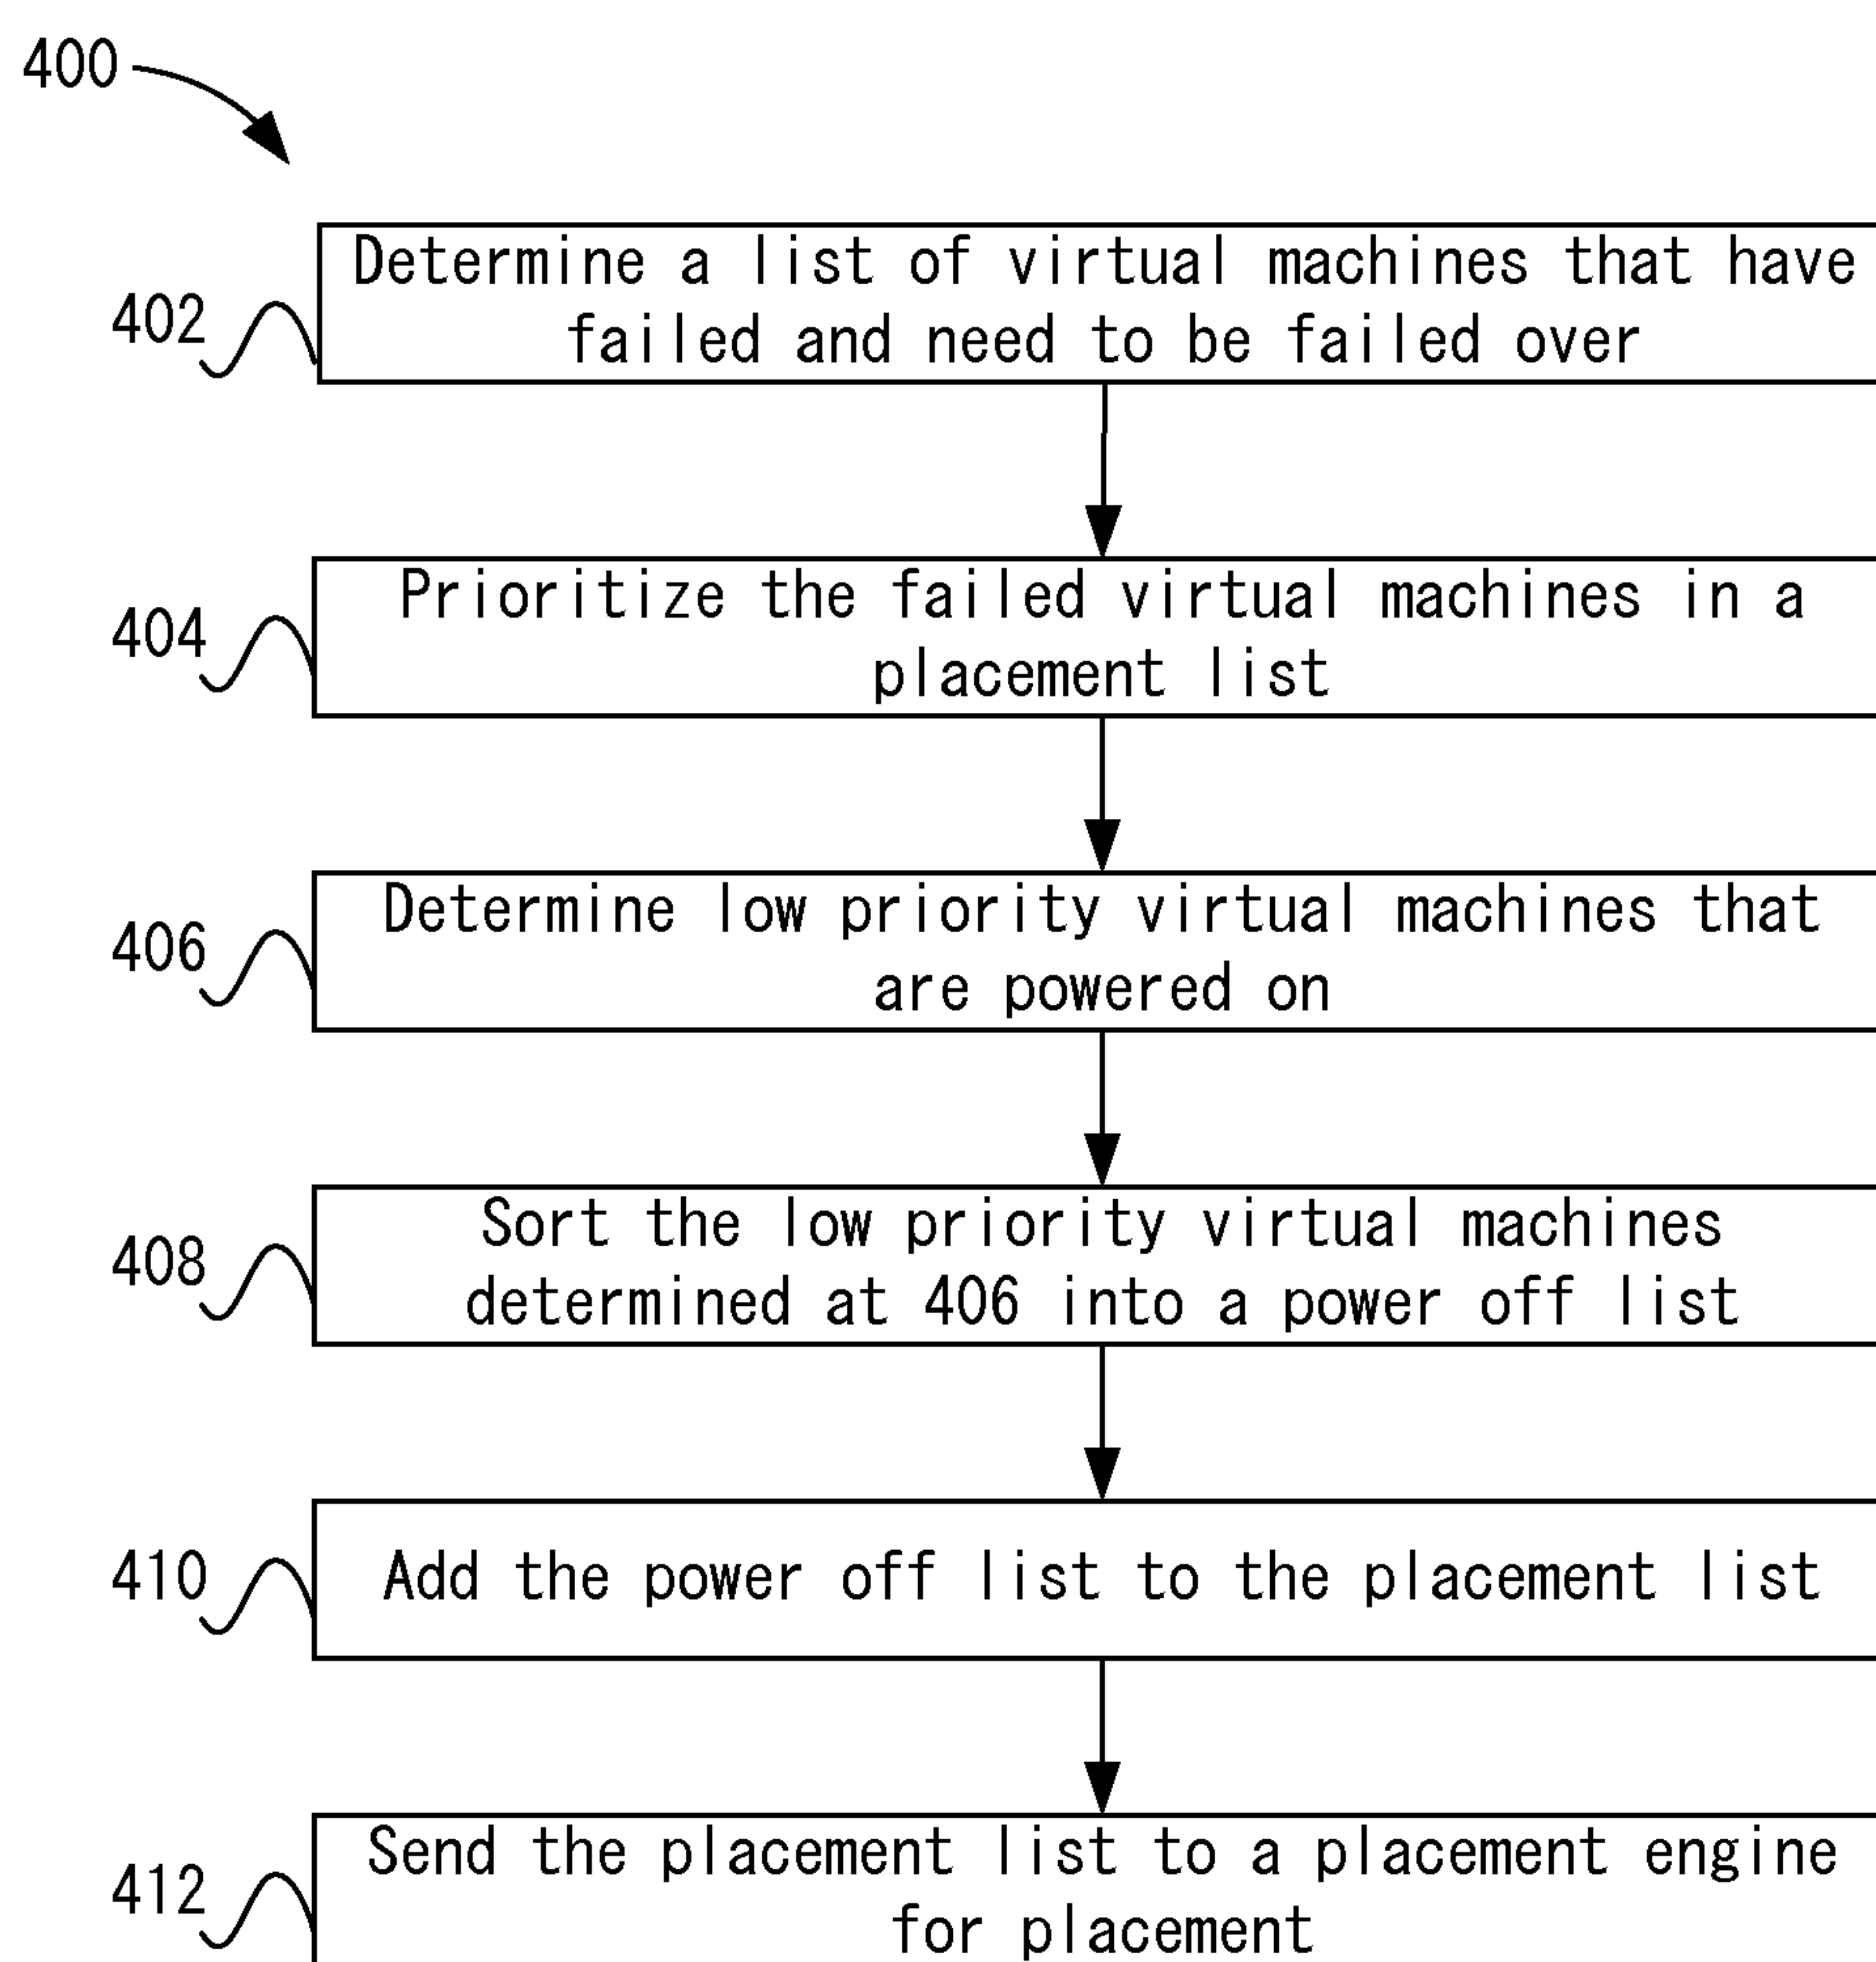 400
402
Determine a list of virtual machines that have
failed and need to be failed over
404
Prioritize the failed virtual machines in a
placement list
406
Determine low priority virtual machines that
are powered on
408
Sort the low priority virtual machines
determined at 406 into a power off list
410
Add the power off list to the placement list
412
Send the placement list to a placement engine
for placement